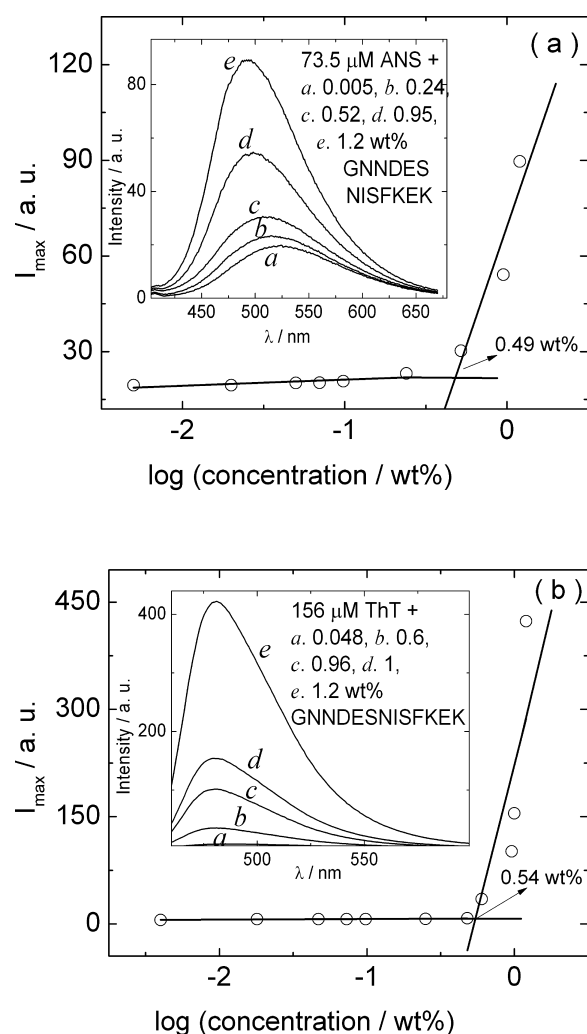 ( a )
120
90
60
30
I max / a. u.
80
40
0
Intensity / a. u.
e
d
c
b
a
73.5 μM ANS +
a. 0.005, b. 0.24,
c. 0.52, d. 0.95,
e. 1.2 wt%
GNNDES
NISFKEK
450 500 550 600 650
λ / nm
0.49 wt%
-2 -1 0
log (concentration / wt%)
( b )
450
300
150
0
I max / a. u.
400
200
Intensity / a. u.
e
d
c
b
a
156 μM ThT +
a. 0.048, b. 0.6,
c. 0.96, d. 1,
e. 1.2 wt%
GNNDESNISFKEK
500 550
λ / nm
0.54 wt%
-2 -1 0
log (concentration / wt%)